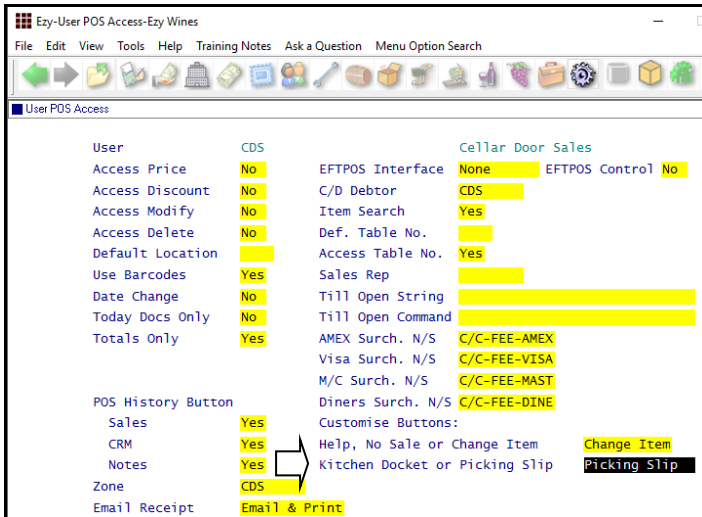 Ezy-User POS Access-Ezy Wines
File Edit View Tools Help Training Notes Ask a Question Menu Option Search
User POS Access
User CDS Cellar Door Sales
Access Price No EFTPOS Interface None EFTPOS Control No
Access Discount No C/D Debtor CDS
Access Modify No Item Search Yes
Access Delete No Def. Table No.
Default Location Access Table No. Yes
Use Barcodes Yes Sales Rep
Date Change No Till Open String
Today Docs Only No Till Open Command
Totals Only Yes AMEX Surch. N/S C/C-FEE-AMEX
Visa Surch. N/S C/C-FEE-VISA
M/C Surch. N/S C/C-FEE-MAST
POS History Button Diners Surch. N/S C/C-FEE-DINE
Sales Yes Customise Buttons:
CRM Yes Help, No Sale or Change Item Change Item
Notes Yes Kitchen Docket or Picking Slip Picking Slip
Zone CDS
Email Receipt Email & Print